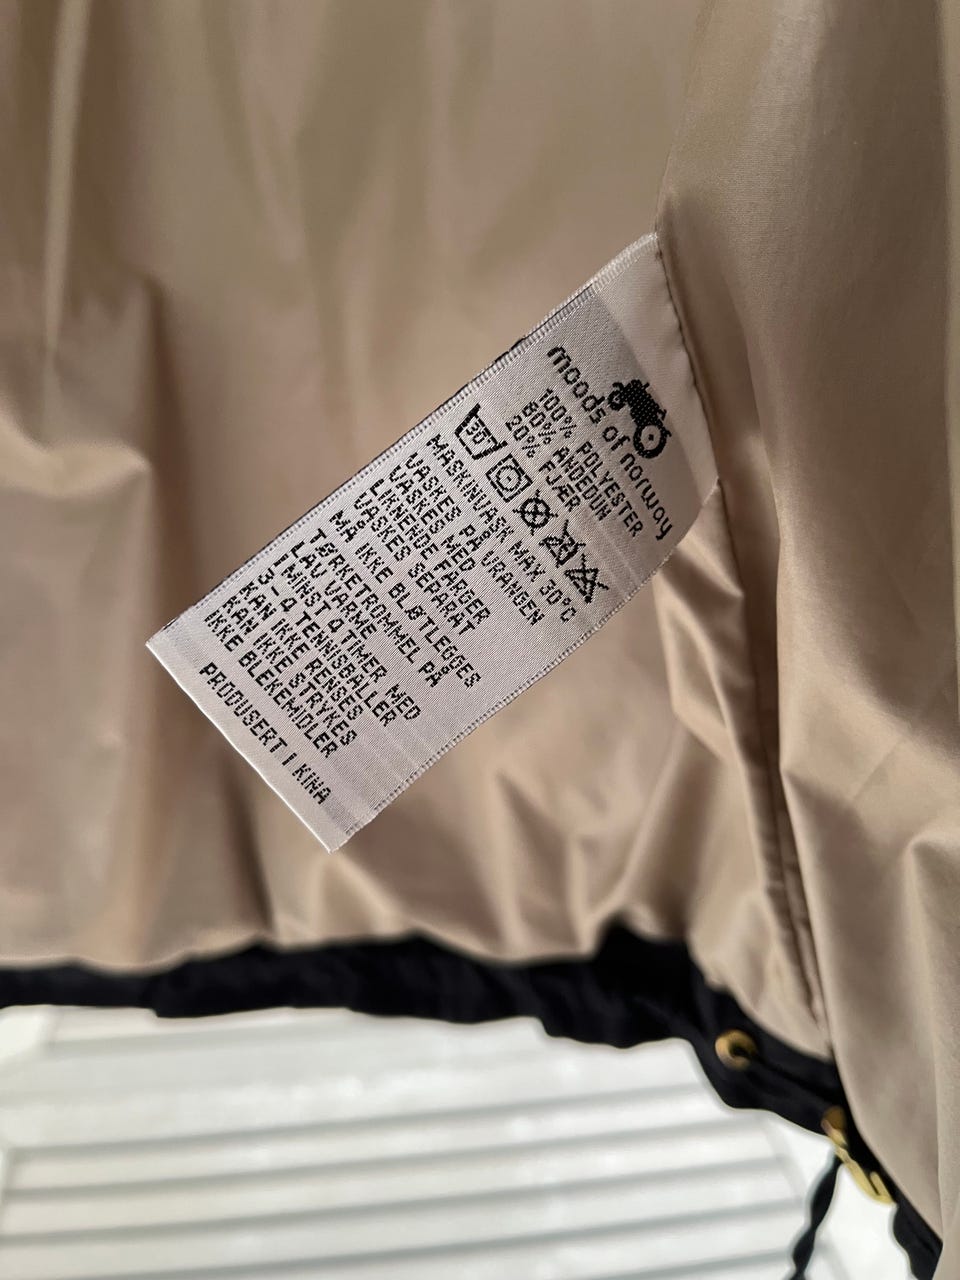 moods of norway
100% POLYESTER
80% ANDEDUN
20% FJÆR
30
MASKINVASK MAX 30°C
VASKES PÅ VRANGEN
VASKES MED
LIKNENDE FARGER
VASKES SEPARAT
MÅ IKKE BLØTLEGGES
TØRKETROMMEL PÅ
LAV VARME
I MINST 4 TIMER MED
3-4 TENNISBALLER
KAN IKKE RENSES
KAN IKKE STRYKES
IKKE BLEKEMIDLER
PRODUSERT I KINA